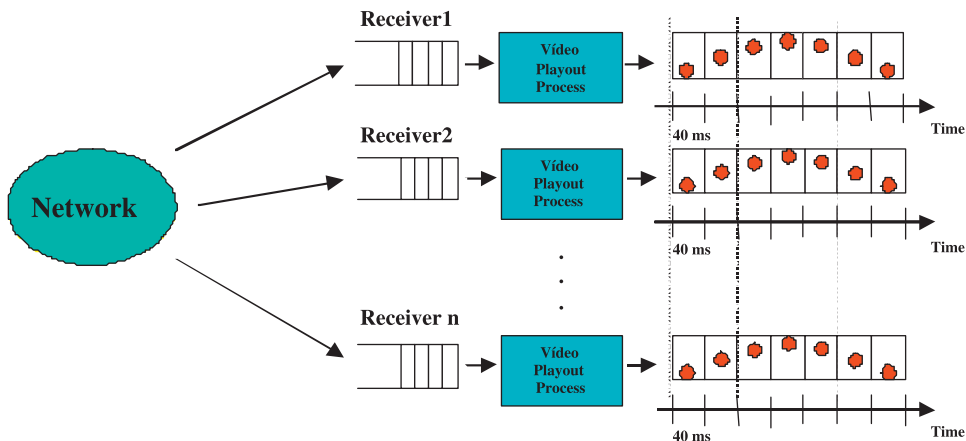 Receiver1
Vídeo
Playout
Process
Time
40 ms
Receiver2
Network
Vídeo
Playout
Process
Time
40 ms
Receiver n
Vídeo
Playout
Process
Time
40 ms